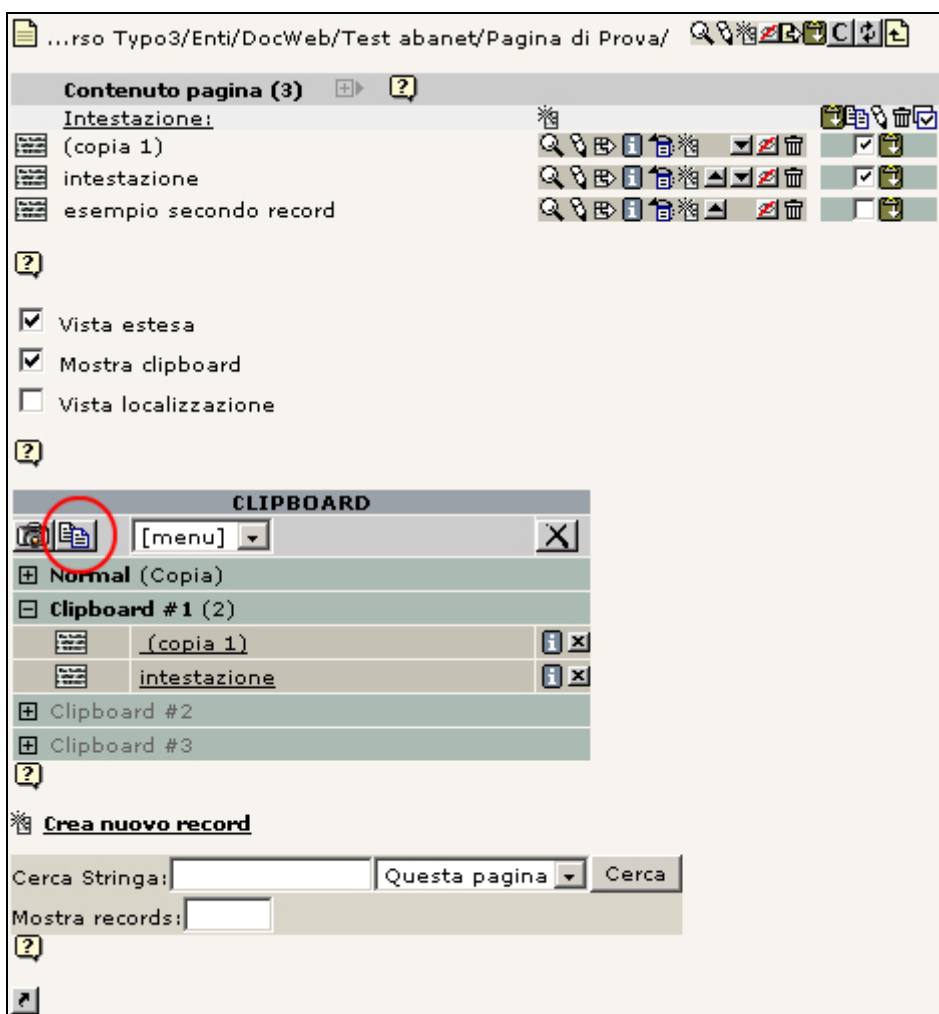 ...rso Typo3/Enti/DocWeb/Test abanet/Pagina di Prova/
Contenuto pagina (3)
Intestazione:
(copia 1)
intestazione
esempio secondo record
Vista estesa
Mostra clipboard
Vista localizzazione
CLIPBOARD
[menu]
Normal (Copia)
Clipboard #1 (2)
(copia 1)
intestazione
Clipboard #2
Clipboard #3
Crea nuovo record
Cerca Stringa: Questa pagina Cerca
Mostra records: